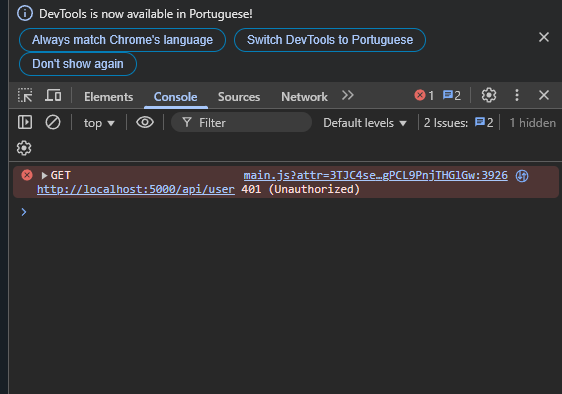 DevTools is now available in Portuguese!
Always match Chrome's language
Switch DevTools to Portuguese
Don't show again
Elements
Console
Sources
Network
1
2
top
Filter
Default levels
2 Issues:
2
1 hidden
GET
main.js?attr=3TJC4se…gPCL9PnjTHGlGw:3926
http://localhost:5000/api/user 401 (Unauthorized)